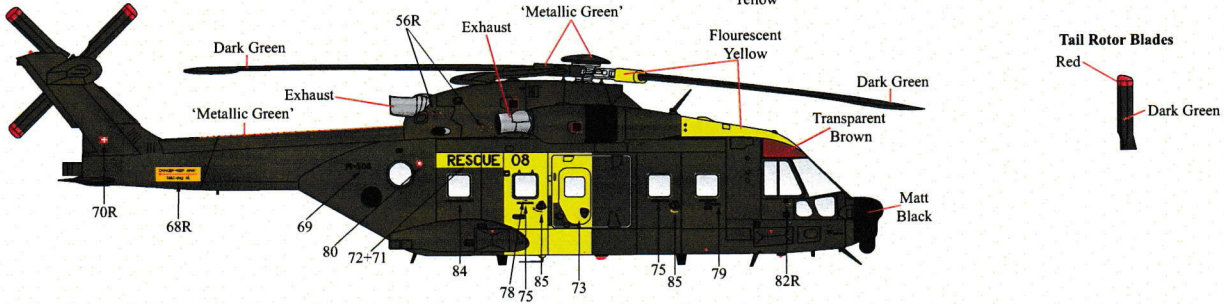 Yellow
'Metallic Green'
56R
Exhaust
Flourescent
Yellow
Dark Green
Dark Green
Exhaust
'Metallic Green'
Transparent
Brown
RESCUE 08
M-508
Matt
Black
70R
68R
69
80
72+71
84
78
75
85
73
75
85
79
82R
Tail Rotor Blades
Red
Dark Green